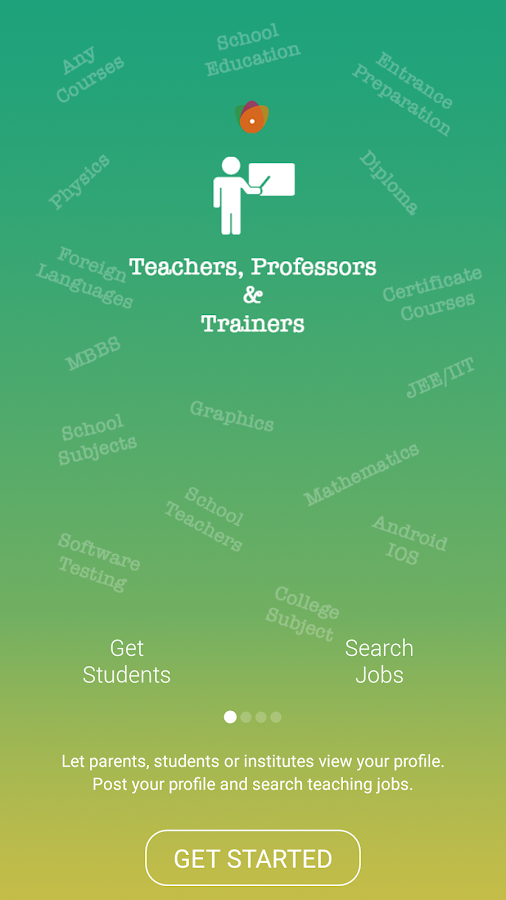 Any
Courses
School
Education
Entrance
Preparation
Physics
Diploma
Foreign
Languages
Teachers, Professors
&
Trainers
Certificate
Courses
MBBS
JEE/IIT
School
Subjects
Graphics
Mathematics
School
Teachers
Android
IOS
Software
Testing
College
Subject
Get
Students
Search
Jobs
Let parents, students or institutes view your profile.
Post your profile and search teaching jobs.
GET STARTED